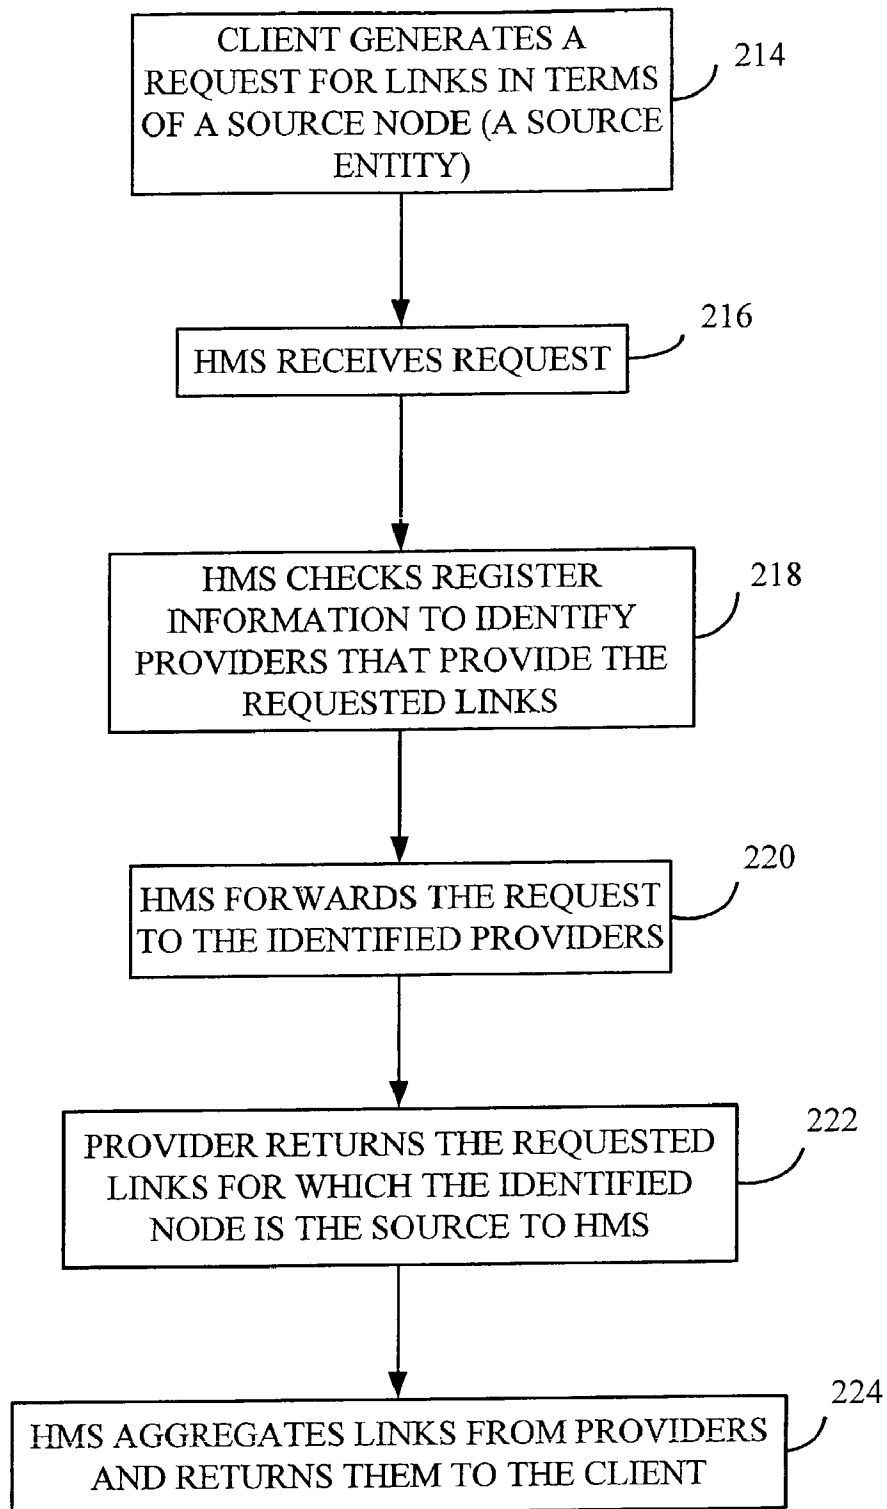 CLIENT GENERATES A
REQUEST FOR LINKS IN TERMS
OF A SOURCE NODE (A SOURCE
ENTITY)
214
HMS RECEIVES REQUEST
216
HMS CHECKS REGISTER
INFORMATION TO IDENTIFY
PROVIDERS THAT PROVIDE THE
REQUESTED LINKS
218
HMS FORWARDS THE REQUEST
TO THE IDENTIFIED PROVIDERS
220
PROVIDER RETURNS THE REQUESTED
LINKS FOR WHICH THE IDENTIFIED
NODE IS THE SOURCE TO HMS
222
HMS AGGREGATES LINKS FROM PROVIDERS
AND RETURNS THEM TO THE CLIENT
224